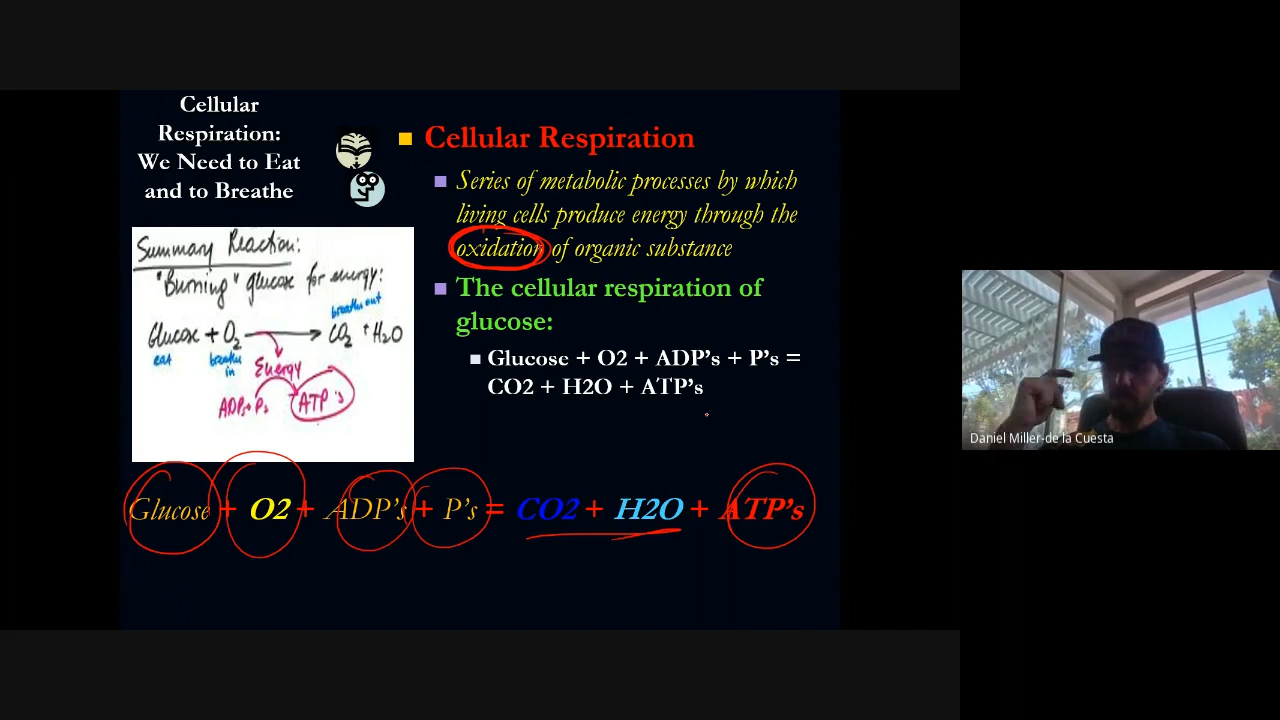 Cellular
Respiration:
We Need to Eat
and to Breathe
Cellular Respiration
Series of metabolic processes by which
living cells produce energy through the
oxidation of organic substance
The cellular respiration of
glucose:
Glucose + O2 + ADP's + P's =
CO2 + H2O + ATP's
Summary Reaction:
"Burning" glucose for energy:
breathe out
Glucose + O2 → CO2 + H2O
eat breathe
in
Energy
ADP+Ps ATP's
Glucose + O2 + ADP's + P's = CO2 + H2O + ATP's
Daniel Miller-de la Cuesta